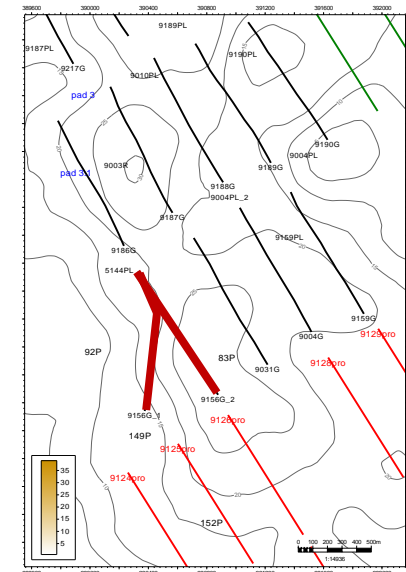 389600 390000 390400 390800 391200 391600 392000
9189PL
9187PL
9190PL
9217G
9010PL
pad 3
9190G
9004PL
9003R
9189G
pad 3.1
9188G
9004PL_2
9187G
9159PL
9186G
5144PL
9159G
9129pro
9004G
92P
83P
9128pro
9031G
9156G_2
9156G_1
9126pro
149P
9125pro
9124pro
152P
35
30
25
20
15
10
5
0 100 200 300 400 500m
1:14936